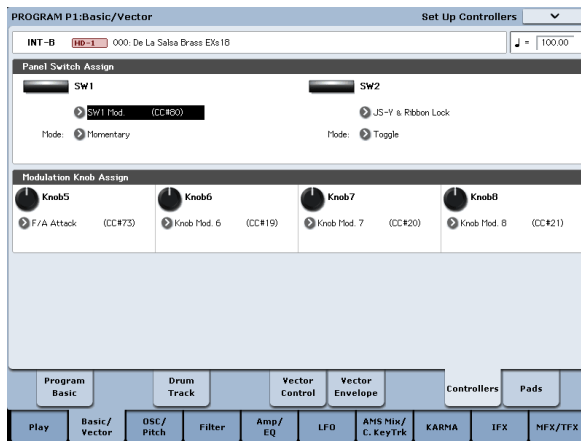 PROGRAM P1:Basic/Vector Set Up Controllers
INT-B HD-1 000: De La Salsa Brass EXs18 ♩= 100.00
Panel Switch Assign
SW1 SW2
SW1 Mod. (CC#80) JS-Y & Ribbon Lock
Mode: Momentary Mode: Toggle
Modulation Knob Assign
Knob5 Knob6 Knob7 Knob8
F/A Attack (CC#73) Knob Mod. 6 (CC#19) Knob Mod. 7 (CC#20) Knob Mod. 8 (CC#21)
Program Basic Drum Track Vector Control Vector Envelope Controllers Pads
Play Basic/Vector OSC/Pitch Filter Amp/EQ LFO AMS Mix/C. KeyTrk KARMA IFX MFX/TFX